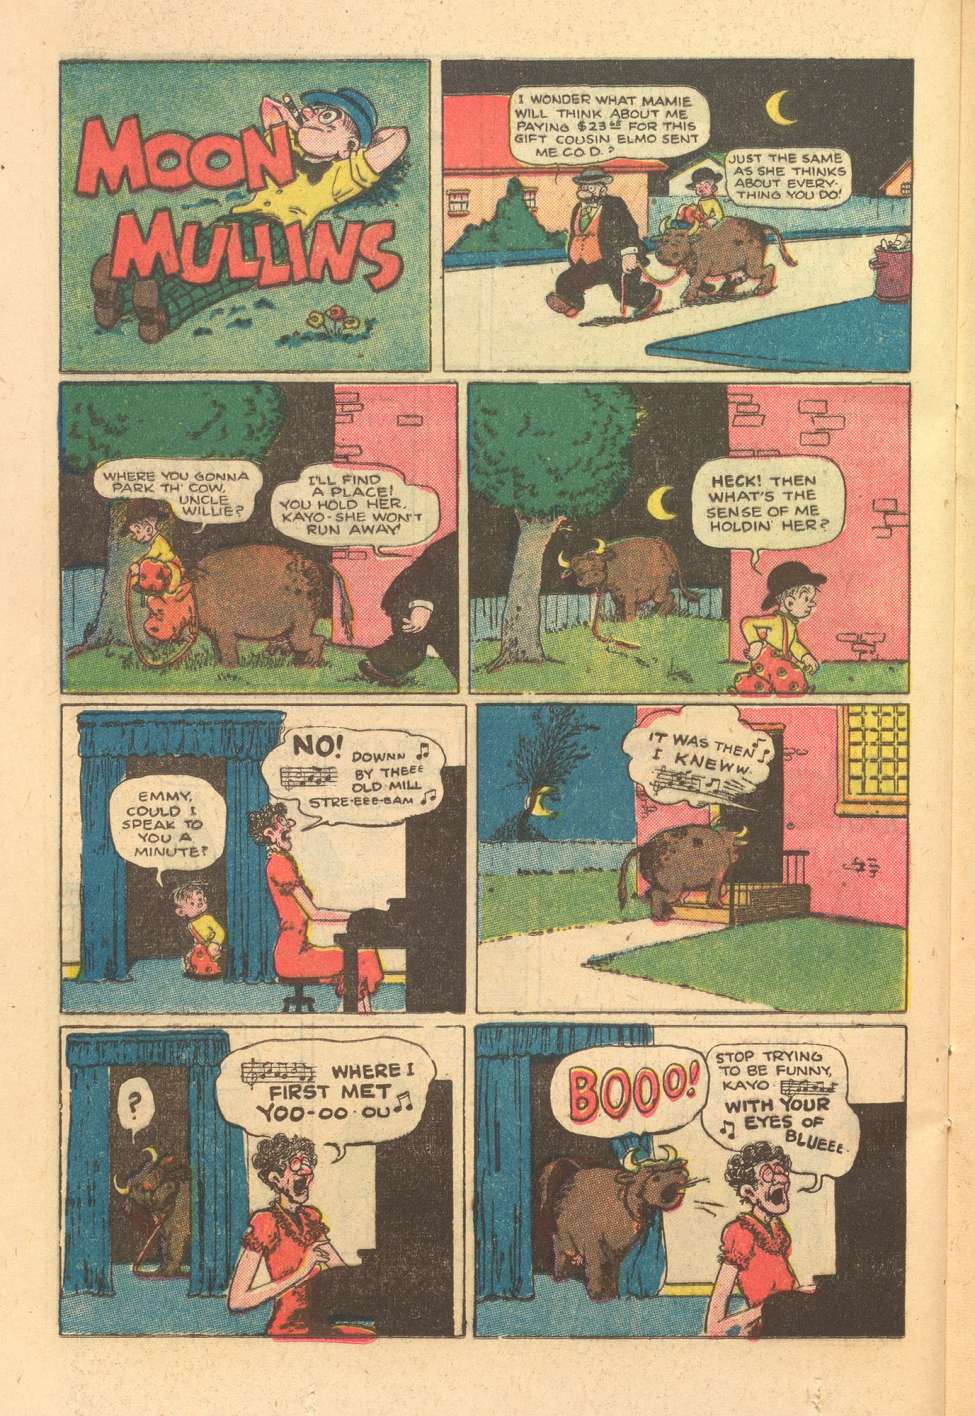 MOON
MULLINS
I WONDER WHAT MAMIE
WILL THINK ABOUT ME
PAYING $23.65 FOR THIS
GIFT COUSIN ELMO SENT
ME C.O.D.?
JUST THE SAME
AS SHE THINKS
ABOUT EVERY-
THING YOU DO!
WHERE YOU GONNA
PARK TH' COW,
UNCLE
WILLIE?
I'LL FIND
A PLACE!
YOU HOLD HER,
KAYO-SHE WON'T
RUN AWAY!
HECK! THEN
WHAT'S THE
SENSE OF ME
HOLDIN' HER?
EMMY,
COULD I
SPEAK TO
YOU A
MINUTE?
NO! DOWNN
BY THEEE
OLD MILL
STRE-EEE-EAM
IT WAS THEN
I KNEWW
?
WHERE I
FIRST MET
YOO-OO-OU
BOOO!
STOP TRYING
TO BE FUNNY,
KAYO
WITH YOUR
EYES OF
BLUEEE